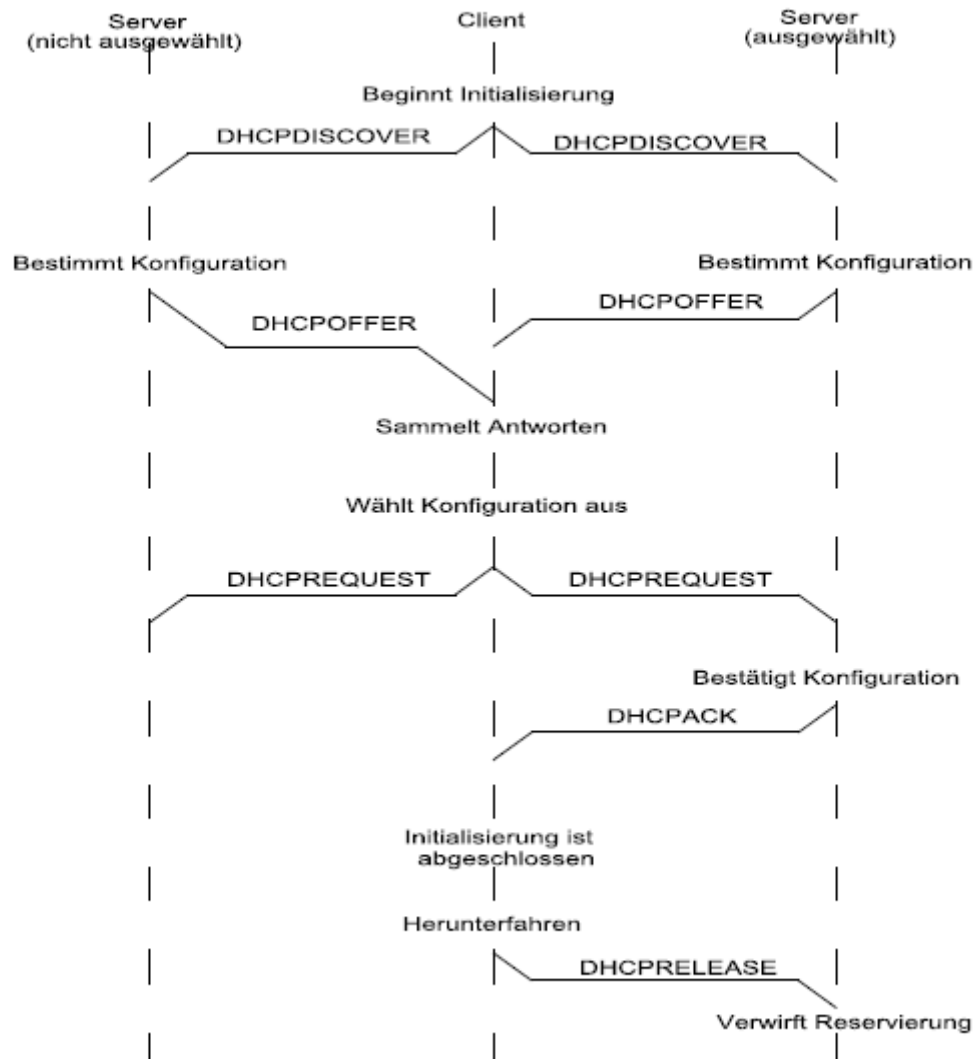 Server
(nicht ausgewählt)
Client
Server
(ausgewählt)
Beginnt Initialisierung
DHCPDISCOVER
DHCPDISCOVER
Bestimmt Konfiguration
Bestimmt Konfiguration
DHCPOFFER
DHCPOFFER
Sammelt Antworten
Wählt Konfiguration aus
DHCPREQUEST
DHCPREQUEST
Bestätigt Konfiguration
DHCPACK
Initialisierung ist
abgeschlossen
Herunterfahren
DHCPRELEASE
Verwirft Reservierung